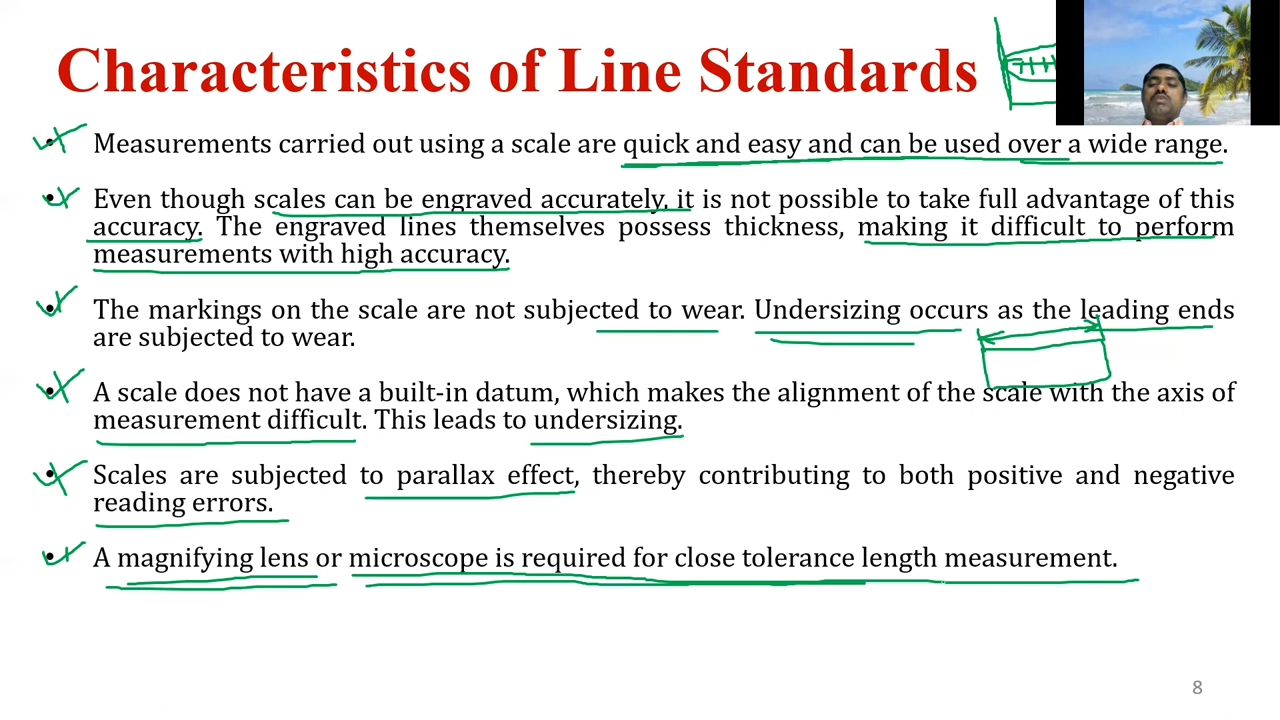 Characteristics of Line Standards
• Measurements carried out using a scale are quick and easy and can be used over a wide range.
• Even though scales can be engraved accurately, it is not possible to take full advantage of this
accuracy. The engraved lines themselves possess thickness, making it difficult to perform
measurements with high accuracy.
• The markings on the scale are not subjected to wear. Undersizing occurs as the leading ends
are subjected to wear.
• A scale does not have a built-in datum, which makes the alignment of the scale with the axis of
measurement difficult. This leads to undersizing.
• Scales are subjected to parallax effect, thereby contributing to both positive and negative
reading errors.
• A magnifying lens or microscope is required for close tolerance length measurement.
8